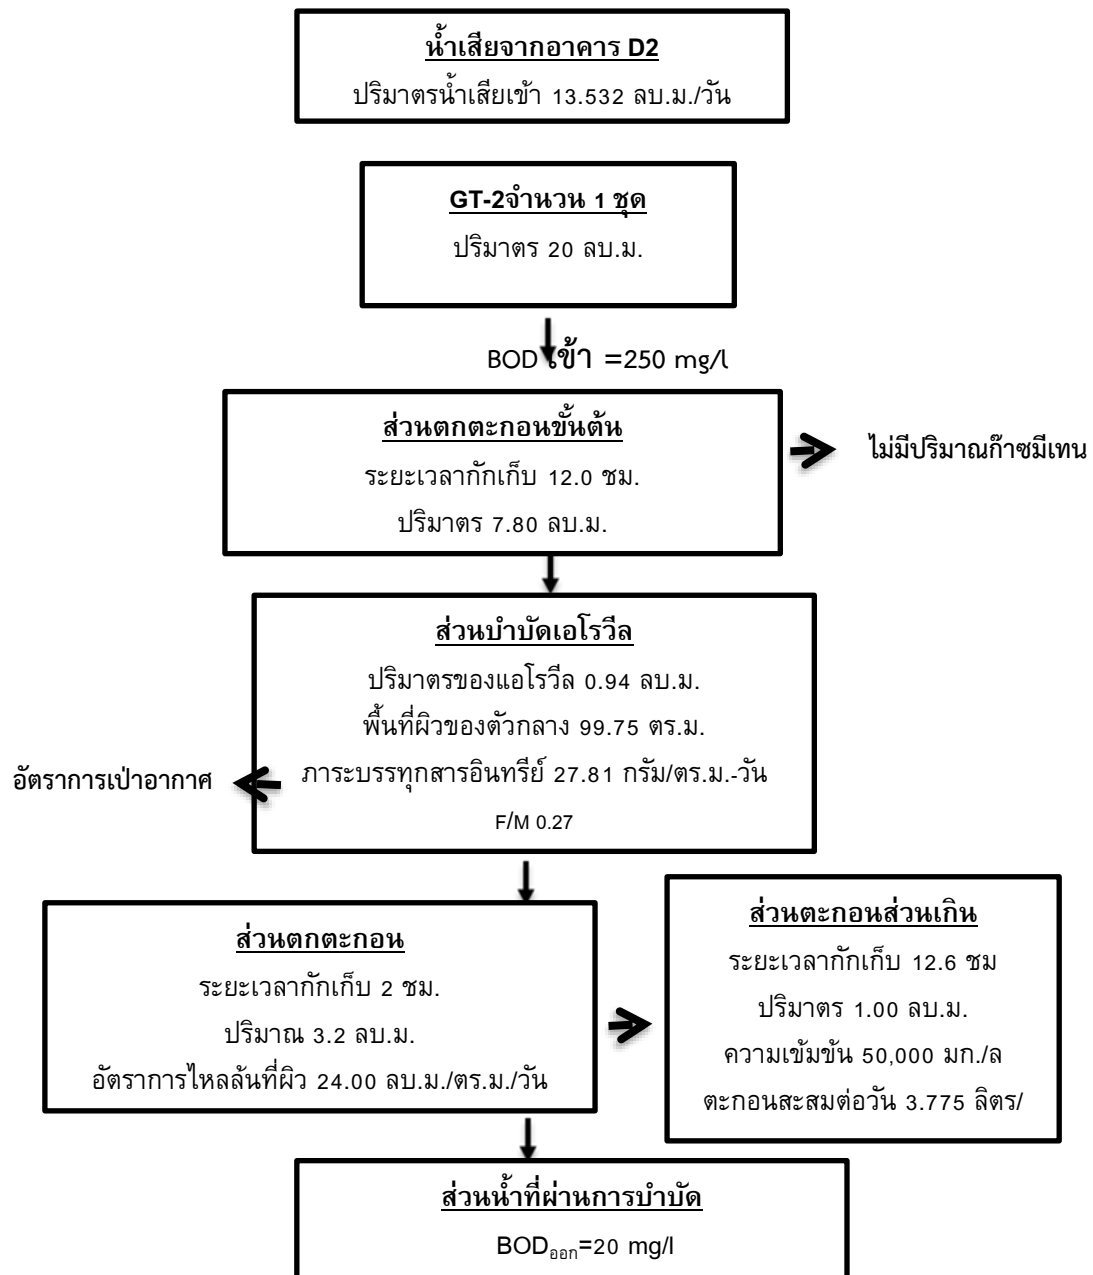 น้ำเสียจากอาคาร D2
ปริมาตรน้ำเสียเข้า 13.532 ลบ.ม./วัน
GT-2จำนวน 1 ชุด
ปริมาตร 20 ลบ.ม.
BOD เข้า =250 mg/l
ส่วนตกตะกอนขั้นต้น
ระยะเวลากักเก็บ 12.0 ชม.
ปริมาตร 7.80 ลบ.ม.
ไม่มีปริมาณก๊าซมีเทน
ส่วนบำบัดเอโรวีล
ปริมาตรของแอโรวีล 0.94 ลบ.ม.
พื้นที่ผิวของตัวกลาง 99.75 ตร.ม.
ภาระบรรทุกสารอินทรีย์ 27.81 กรัม/ตร.ม.-วัน
F/M 0.27
อัตราการเป่าอากาศ
ส่วนตกตะกอน
ระยะเวลากักเก็บ 2 ชม.
ปริมาณ 3.2 ลบ.ม.
อัตราการไหลล้นที่ผิว 24.00 ลบ.ม./ตร.ม./วัน
ส่วนตะกอนส่วนเกิน
ระยะเวลากักเก็บ 12.6 ชม
ปริมาตร 1.00 ลบ.ม.
ความเข้มข้น 50,000 มก./ล
ตะกอนสะสมต่อวัน 3.775 ลิตร/
ส่วนน้ำที่ผ่านการบำบัด
BODออก=20 mg/l